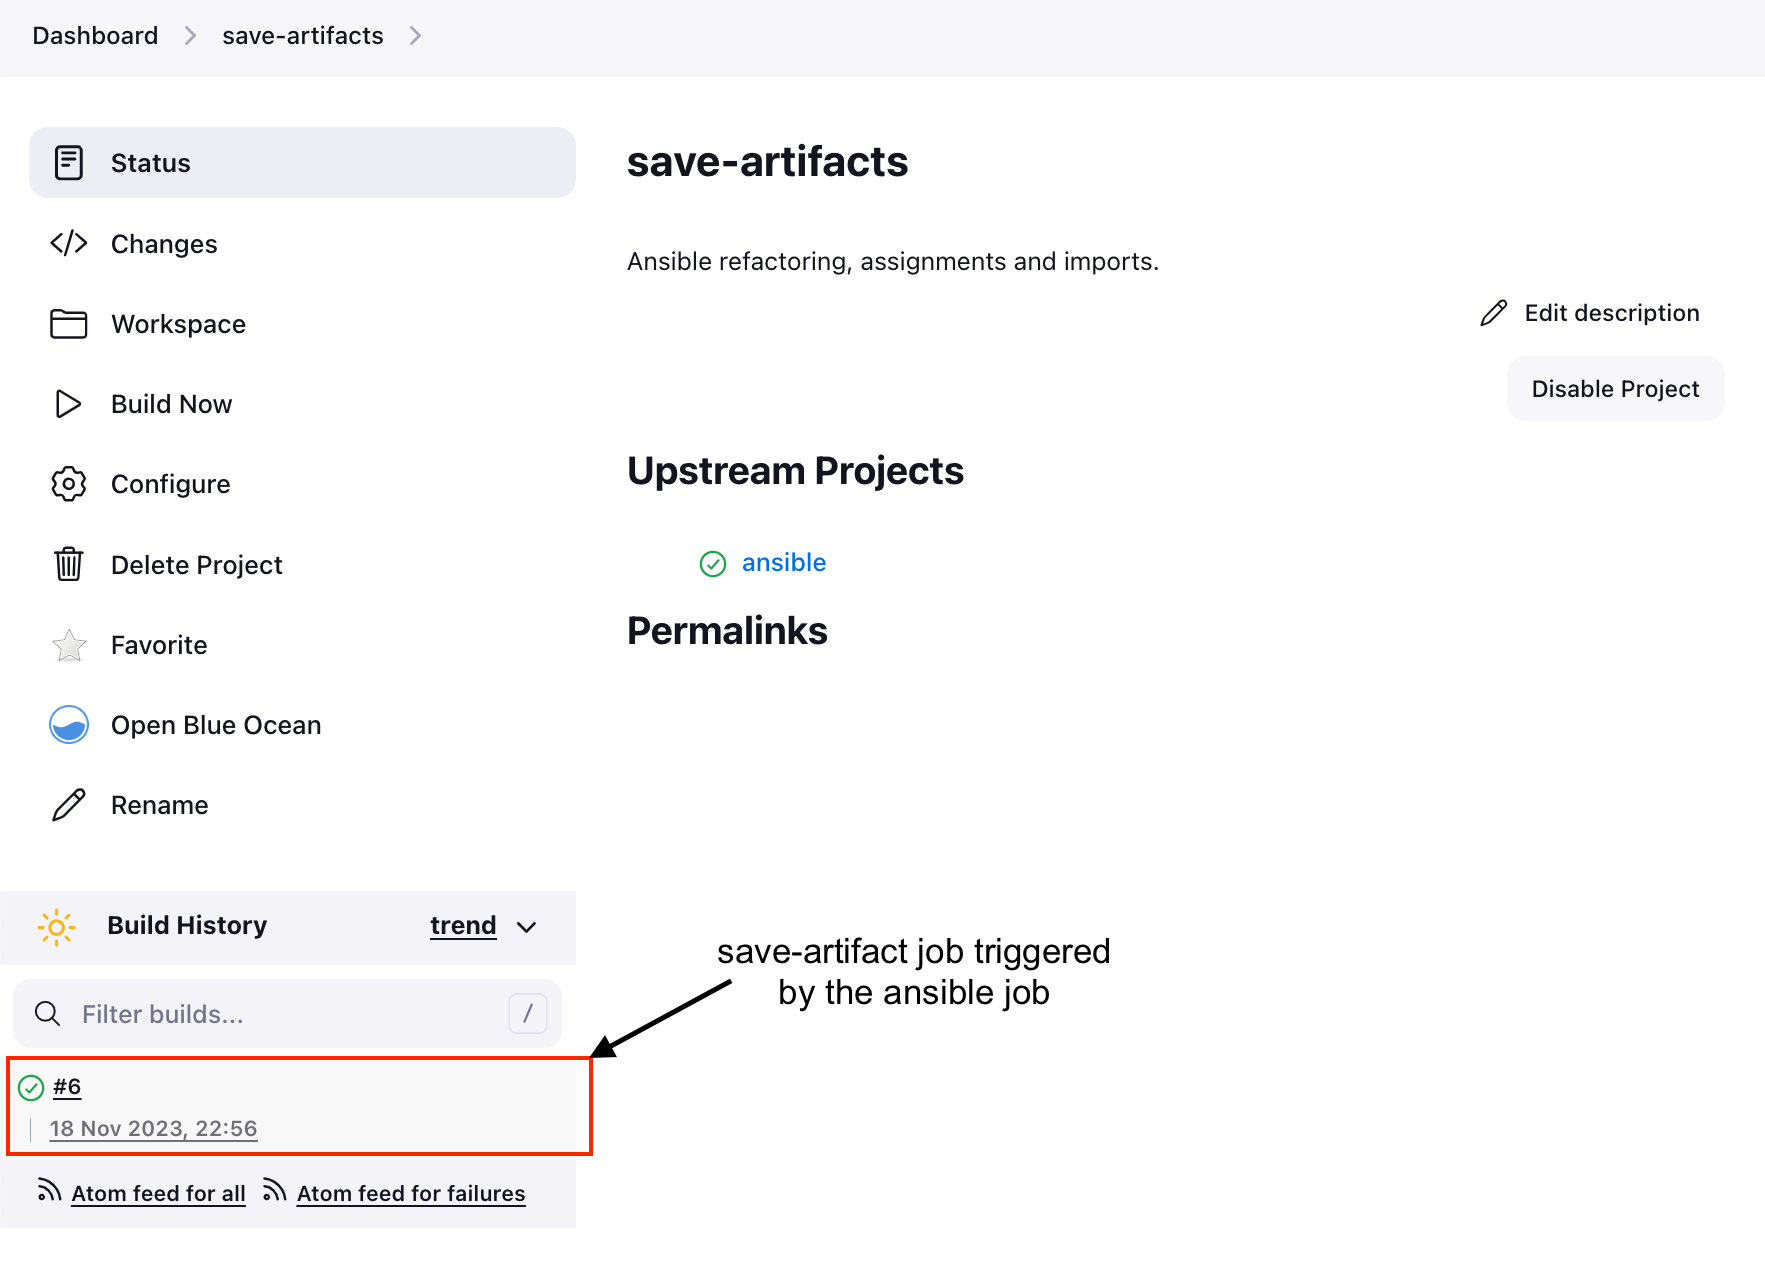 Dashboard > save-artifacts >
Status
Changes
Workspace
Build Now
Configure
Delete Project
Favorite
Open Blue Ocean
Rename
save-artifacts
Ansible refactoring, assignments and imports.
Edit description
Disable Project
Upstream Projects
ansible
Permalinks
Build History trend
Filter builds... /
#6
18 Nov 2023, 22:56
Atom feed for all Atom feed for failures
save-artifact job triggered
by the ansible job